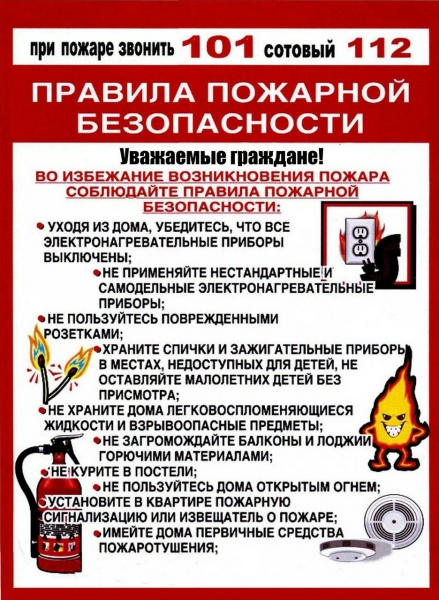 при пожаре звонить 101 сотовый 112
ПРАВИЛА ПОЖАРНОЙ
БЕЗОПАСНОСТИ
Уважаемые граждане!
ВО ИЗБЕЖАНИЕ ВОЗНИКНОВЕНИЯ ПОЖАРА
СОБЛЮДАЙТЕ ПРАВИЛА ПОЖАРНОЙ
БЕЗОПАСНОСТИ:
•УХОДЯ ИЗ ДОМА, УБЕДИТЕСЬ, ЧТО ВСЕ
ЭЛЕКТРОНАГРЕВАТЕЛЬНЫЕ ПРИБОРЫ
ВЫКЛЮЧЕНЫ;
•НЕ ПРИМЕНЯЙТЕ НЕСТАНДАРТНЫЕ И
САМОДЕЛЬНЫЕ ЭЛЕКТРОНАГРЕВАТЕЛЬНЫЕ
ПРИБОРЫ;
•НЕ ПОЛЬЗУЙТЕСЬ ПОВРЕЖДЕННЫМИ
РОЗЕТКАМИ;
•ХРАНИТЕ СПИЧКИ И ЗАЖИГАТЕЛЬНЫЕ ПРИБОРЫ
В МЕСТАХ, НЕДОСТУПНЫХ ДЛЯ ДЕТЕЙ, НЕ
ОСТАВЛЯЙТЕ МАЛОЛЕТНИХ ДЕТЕЙ БЕЗ
ПРИСМОТРА;
•НЕ ХРАНИТЕ ДОМА ЛЕГКОВОСПЛОМЕНЯЮЩИЕСЯ
ЖИДКОСТИ И ВЗРЫВООПАСНЫЕ ПРЕДМЕТЫ;
•НЕ ЗАГРОМОЖДАЙТЕ БАЛКОНЫ И ЛОДЖИИ
ГОРЮЧИМИ МАТЕРИАЛАМИ;
•НЕ КУРИТЕ В ПОСТЕЛИ;
•НЕ ПОЛЬЗУЙТЕСЬ ДОМА ОТКРЫТЫМ ОГНЕМ;
•УСТАНОВИТЕ В КВАРТИРЕ ПОЖАРНУЮ
СИГНАЛИЗАЦИЮ ИЛИ ИЗВЕЩАТЕЛЬ О ПОЖАРЕ;
•ИМЕЙТЕ ДОМА ПЕРВИЧНЫЕ СРЕДСТВА
ПОЖАРОТУШЕНИЯ;